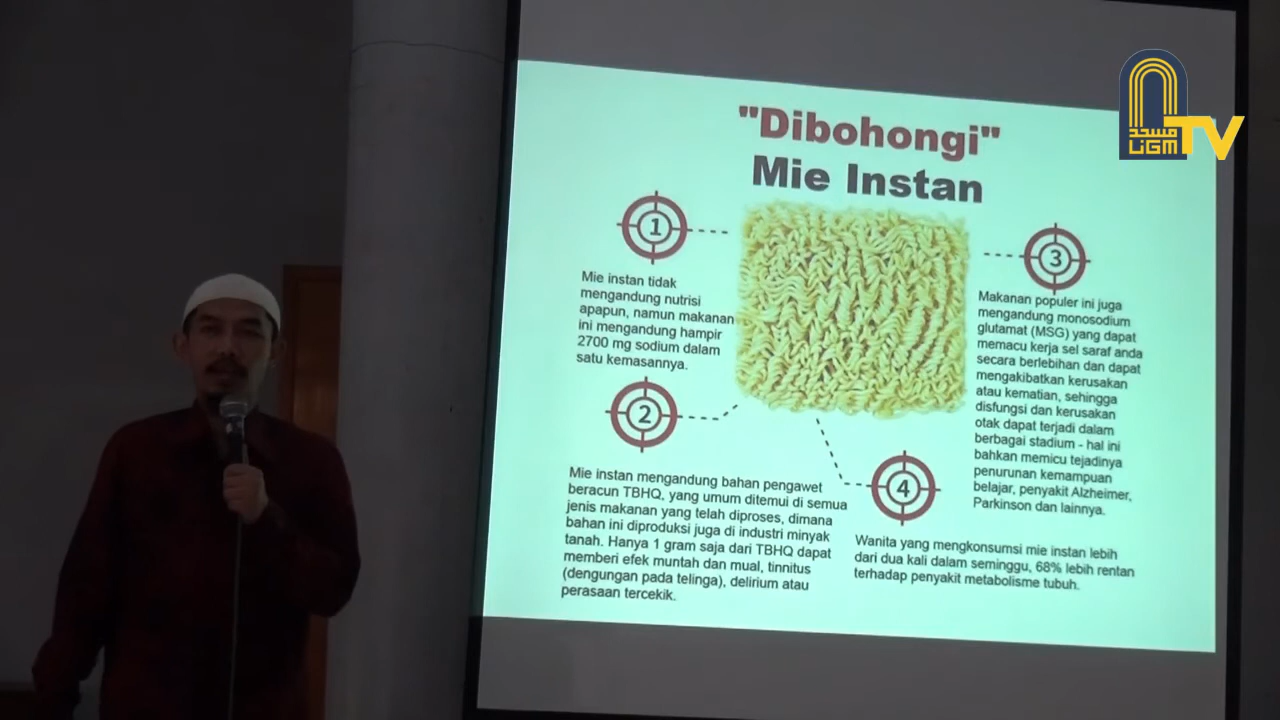 "Dibohongi"
Mie Instan
1
Mie instan tidak
mengandung nutrisi
apapun, namun makanan
ini mengandung hampir
2700 mg sodium dalam
satu kemasannya.
2
Mie instan mengandung bahan pengawet
beracun TBHQ, yang umum ditemui di semua
jenis makanan yang telah diproses, dimana
bahan ini diproduksi juga di industri minyak
tanah. Hanya 1 gram saja dari TBHQ dapat
memberi efek muntah dan mual, tinnitus
(dengungan pada telinga), delirium atau
perasaan tercekik.
3
Makanan populer ini juga
mengandung monosodium
glutamat (MSG) yang dapat
memacu kerja sel saraf anda
secara berlebihan dan dapat
mengakibatkan kerusakan
atau kematian, sehingga
disfungsi dan kerusakan
otak dapat terjadi dalam
berbagai stadium - hal ini
bahkan memicu tejadinya
penurunan kemampuan
belajar, penyakit Alzheimer,
Parkinson dan lainnya.
4
Wanita yang mengkonsumsi mie instan lebih
dari dua kali dalam seminggu, 68% lebih rentan
terhadap penyakit metabolisme tubuh.
مسجد
UGM
TV